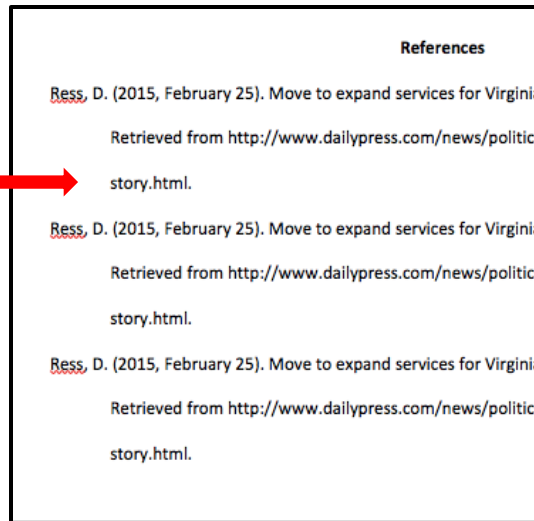 References
Ress, D. (2015, February 25). Move to expand services for Virginia
Retrieved from http://www.dailypress.com/news/politic
story.html.
Ress, D. (2015, February 25). Move to expand services for Virginia
Retrieved from http://www.dailypress.com/news/politic
story.html.
Ress, D. (2015, February 25). Move to expand services for Virginia
Retrieved from http://www.dailypress.com/news/politic
story.html.